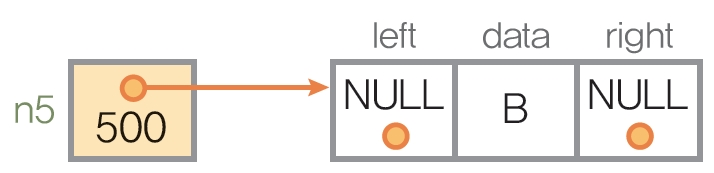 left data right
n5
500
NULL B NULL